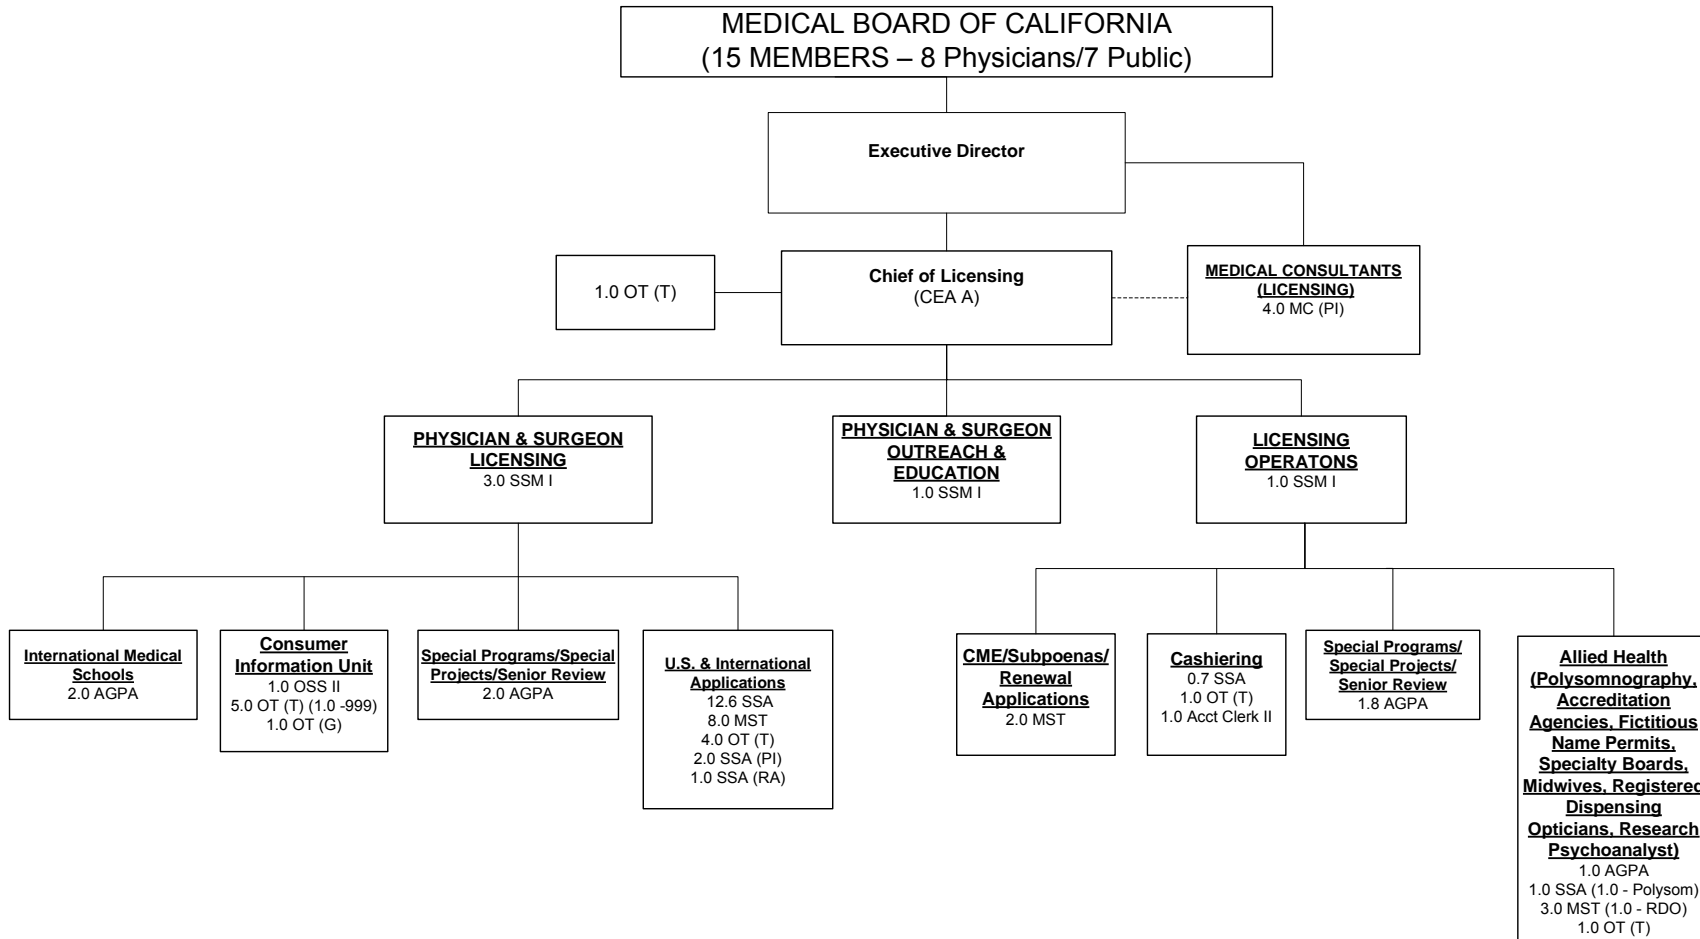 MEDICAL BOARD OF CALIFORNIA
(15 MEMBERS – 8 Physicians/7 Public)
Executive Director
1.0 OT (T)
Chief of Licensing
(CEA A)
MEDICAL CONSULTANTS
(LICENSING)
4.0 MC (PI)
PHYSICIAN & SURGEON
LICENSING
3.0 SSM I
PHYSICIAN & SURGEON
OUTREACH &
EDUCATION
1.0 SSM I
LICENSING
OPERATONS
1.0 SSM I
International Medical
Schools
2.0 AGPA
Consumer
Information Unit
1.0 OSS II
5.0 OT (T) (1.0 -999)
1.0 OT (G)
Special Programs/Special
Projects/Senior Review
2.0 AGPA
U.S. & International
Applications
12.6 SSA
8.0 MST
4.0 OT (T)
2.0 SSA (PI)
1.0 SSA (RA)
CME/Subpoenas/
Renewal
Applications
2.0 MST
Cashiering
0.7 SSA
1.0 OT (T)
1.0 Acct Clerk II
Special Programs/
Special Projects/
Senior Review
1.8 AGPA
Allied Health
(Polysomnography,
Accreditation
Agencies, Fictitious
Name Permits,
Specialty Boards,
Midwives, Registered
Dispensing
Opticians, Research
Psychoanalyst)
1.0 AGPA
1.0 SSA (1.0 - Polysom)
3.0 MST (1.0 - RDO)
1.0 OT (T)